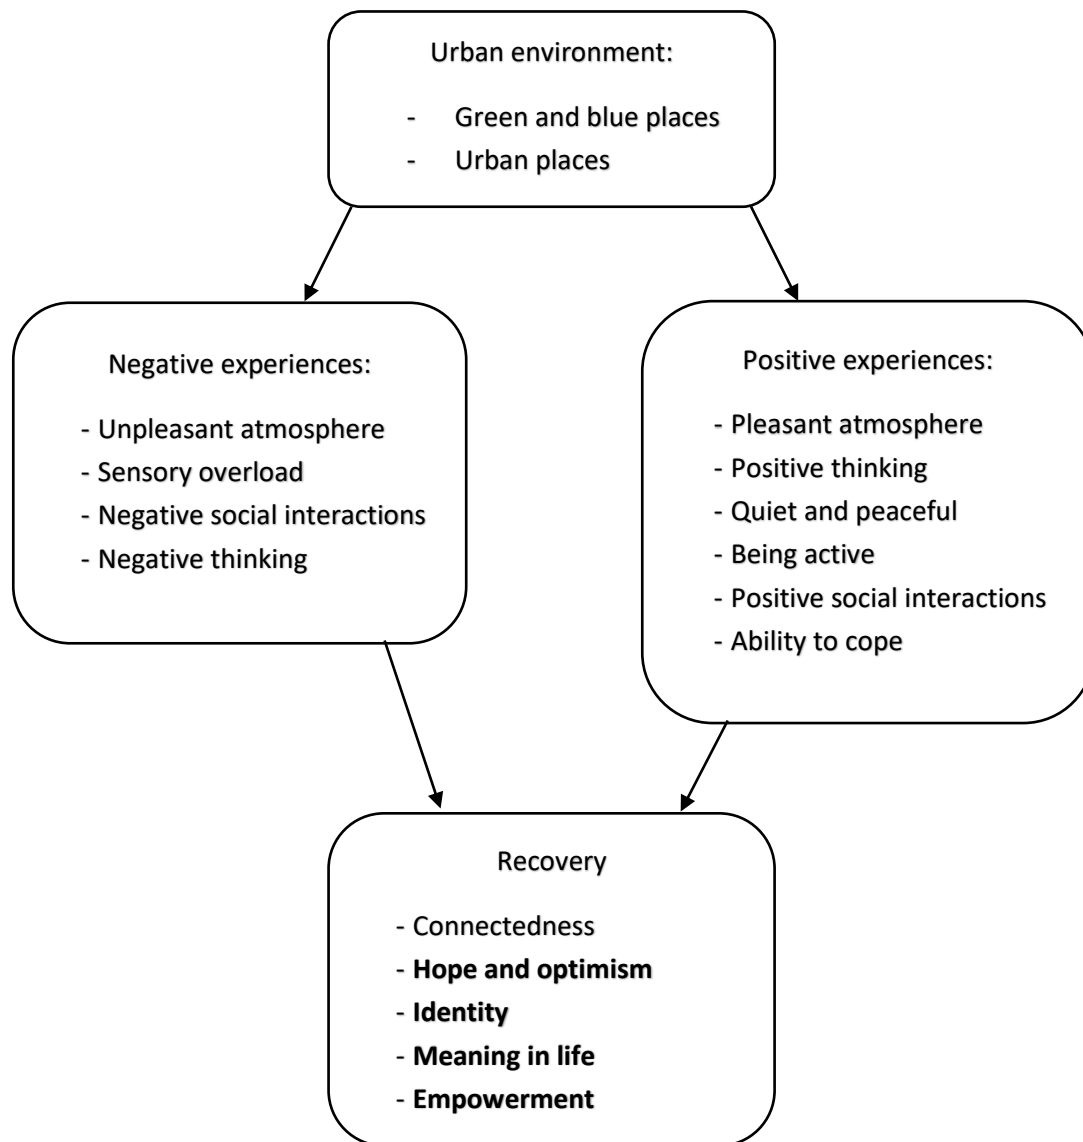 Urban environment:
- Green and blue places
- Urban places
Negative experiences:
- Unpleasant atmosphere
- Sensory overload
- Negative social interactions
- Negative thinking
Positive experiences:
- Pleasant atmosphere
- Positive thinking
- Quiet and peaceful
- Being active
- Positive social interactions
- Ability to cope
Recovery
- Connectedness
- Hope and optimism
- Identity
- Meaning in life
- Empowerment